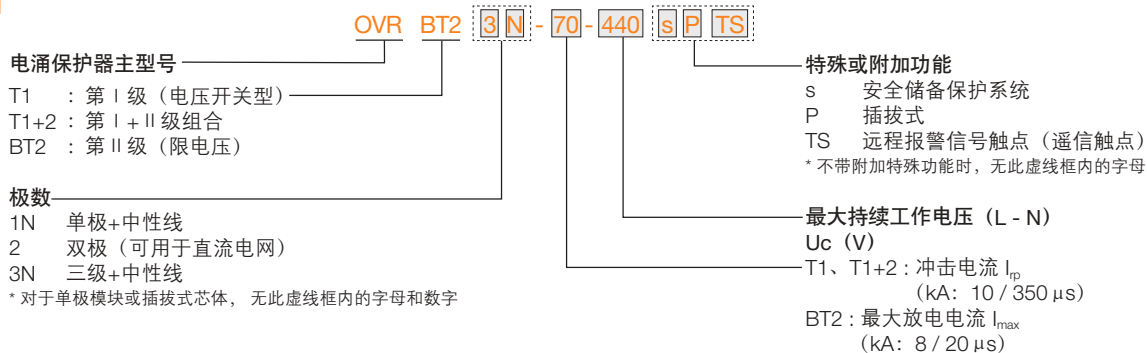 OVR BT2 3 N - 70 - 440 s P TS
电涌保护器主型号
T1 ：第 I 级（电压开关型）
T1+2 ：第 I + II 级组合
BT2 ：第 II 级（限电压）
极数
1N 单极+中性线
2 双极（可用于直流电网）
3N 三级+中性线
* 对于单极模块或插拔式芯体， 无此虚线框内的字母和数字
特殊或附加功能
s 安全储备保护系统
P 插拔式
TS 远程报警信号触点（遥信触点）
* 不带附加特殊功能时，无此虚线框内的字母
最大持续工作电压（L - N）
Uc（V）
T1、T1+2：冲击电流 Irp
（kA：10 / 350 μs）
BT2：最大放电电流 Imax
（kA：8 / 20 μs）